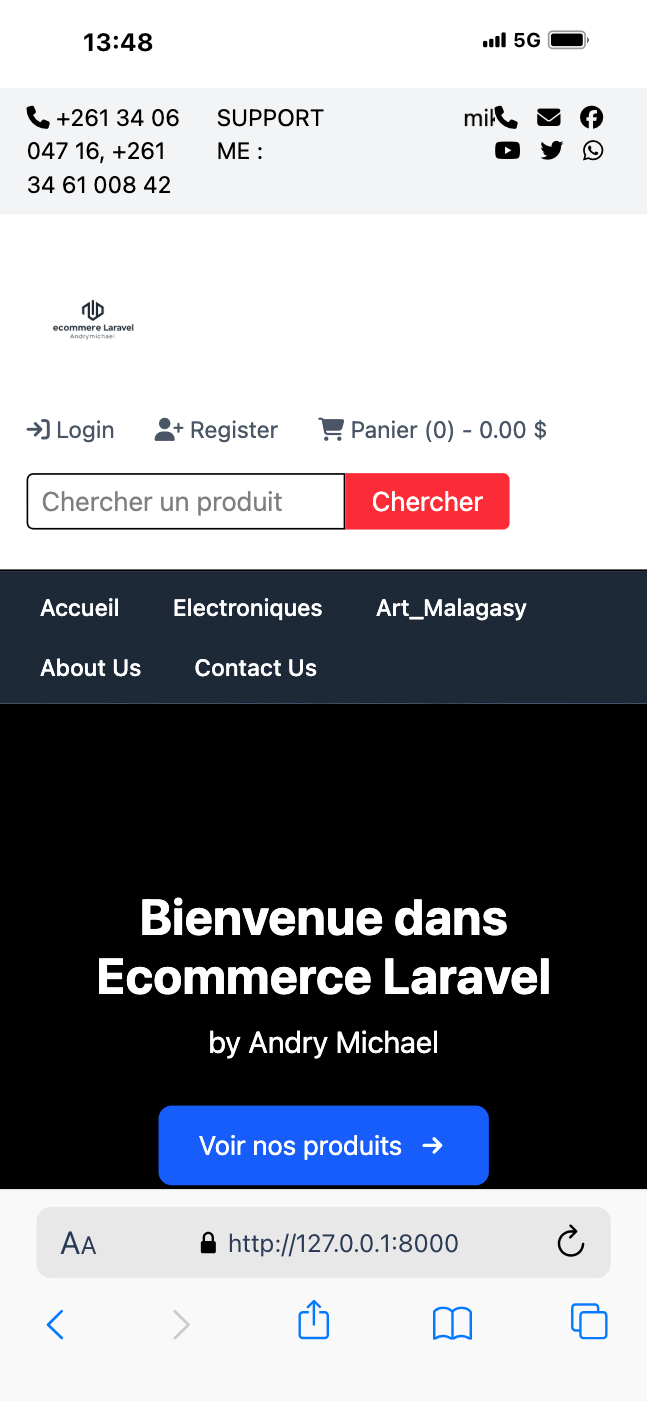 13:48
5G
+261 34 06
047 16, +261
34 61 008 42
SUPPORT
ME :
mil
ecommere Laravel
Andrymichael
Login
Register
Panier (0) - 0.00 $
Chercher un produit
Chercher
Accueil
Electroniques
Art_Malagasy
About Us
Contact Us
Bienvenue dans
Ecommerce Laravel
by Andry Michael
Voir nos produits
AA
http://127.0.0.1:8000